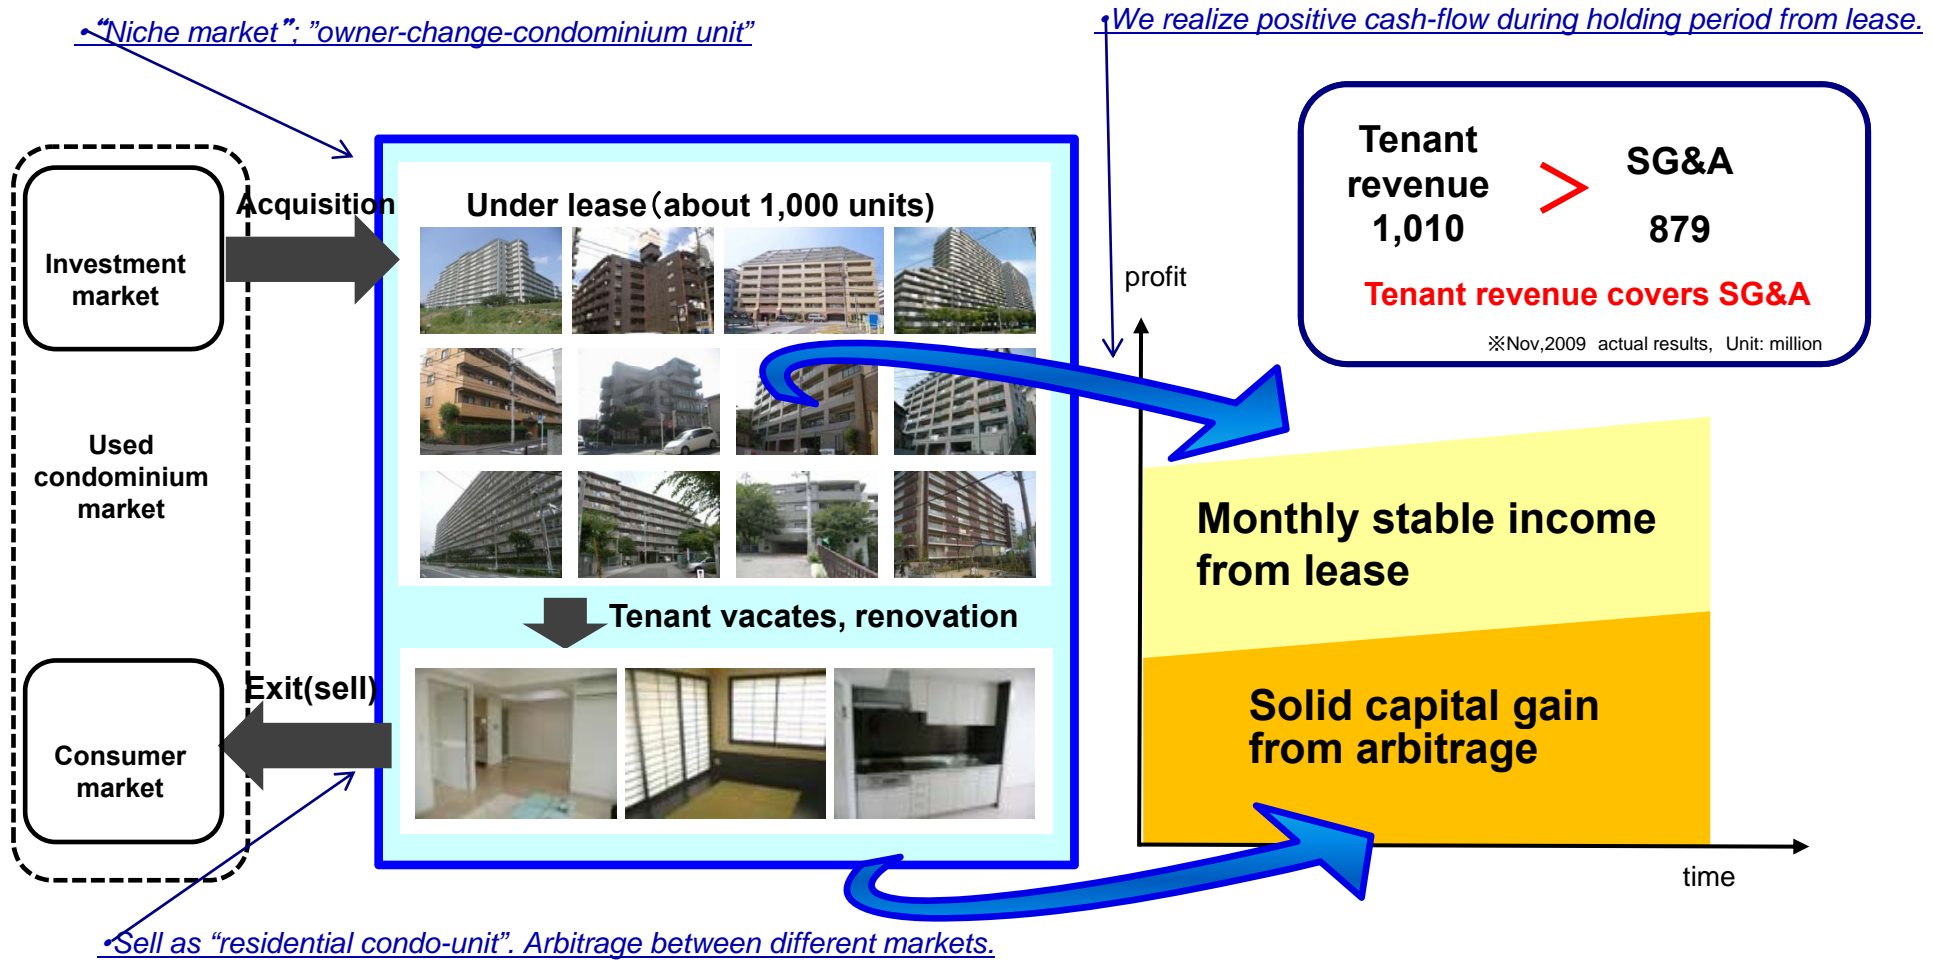 •“Niche market”; ”owner-change-condominium unit”
•We realize positive cash-flow during holding period from lease.
Investment
market
Used
condominium
market
Consumer
market
Acquisition
Exit(sell)
Under lease（about 1,000 units)
Tenant vacates, renovation
Tenant
revenue
1,010
>
SG&A
879
Tenant revenue covers SG&A
※Nov,2009 actual results, Unit: million
profit
Monthly stable income
from lease
Solid capital gain
from arbitrage
time
•Sell as “residential condo-unit”. Arbitrage between different markets.